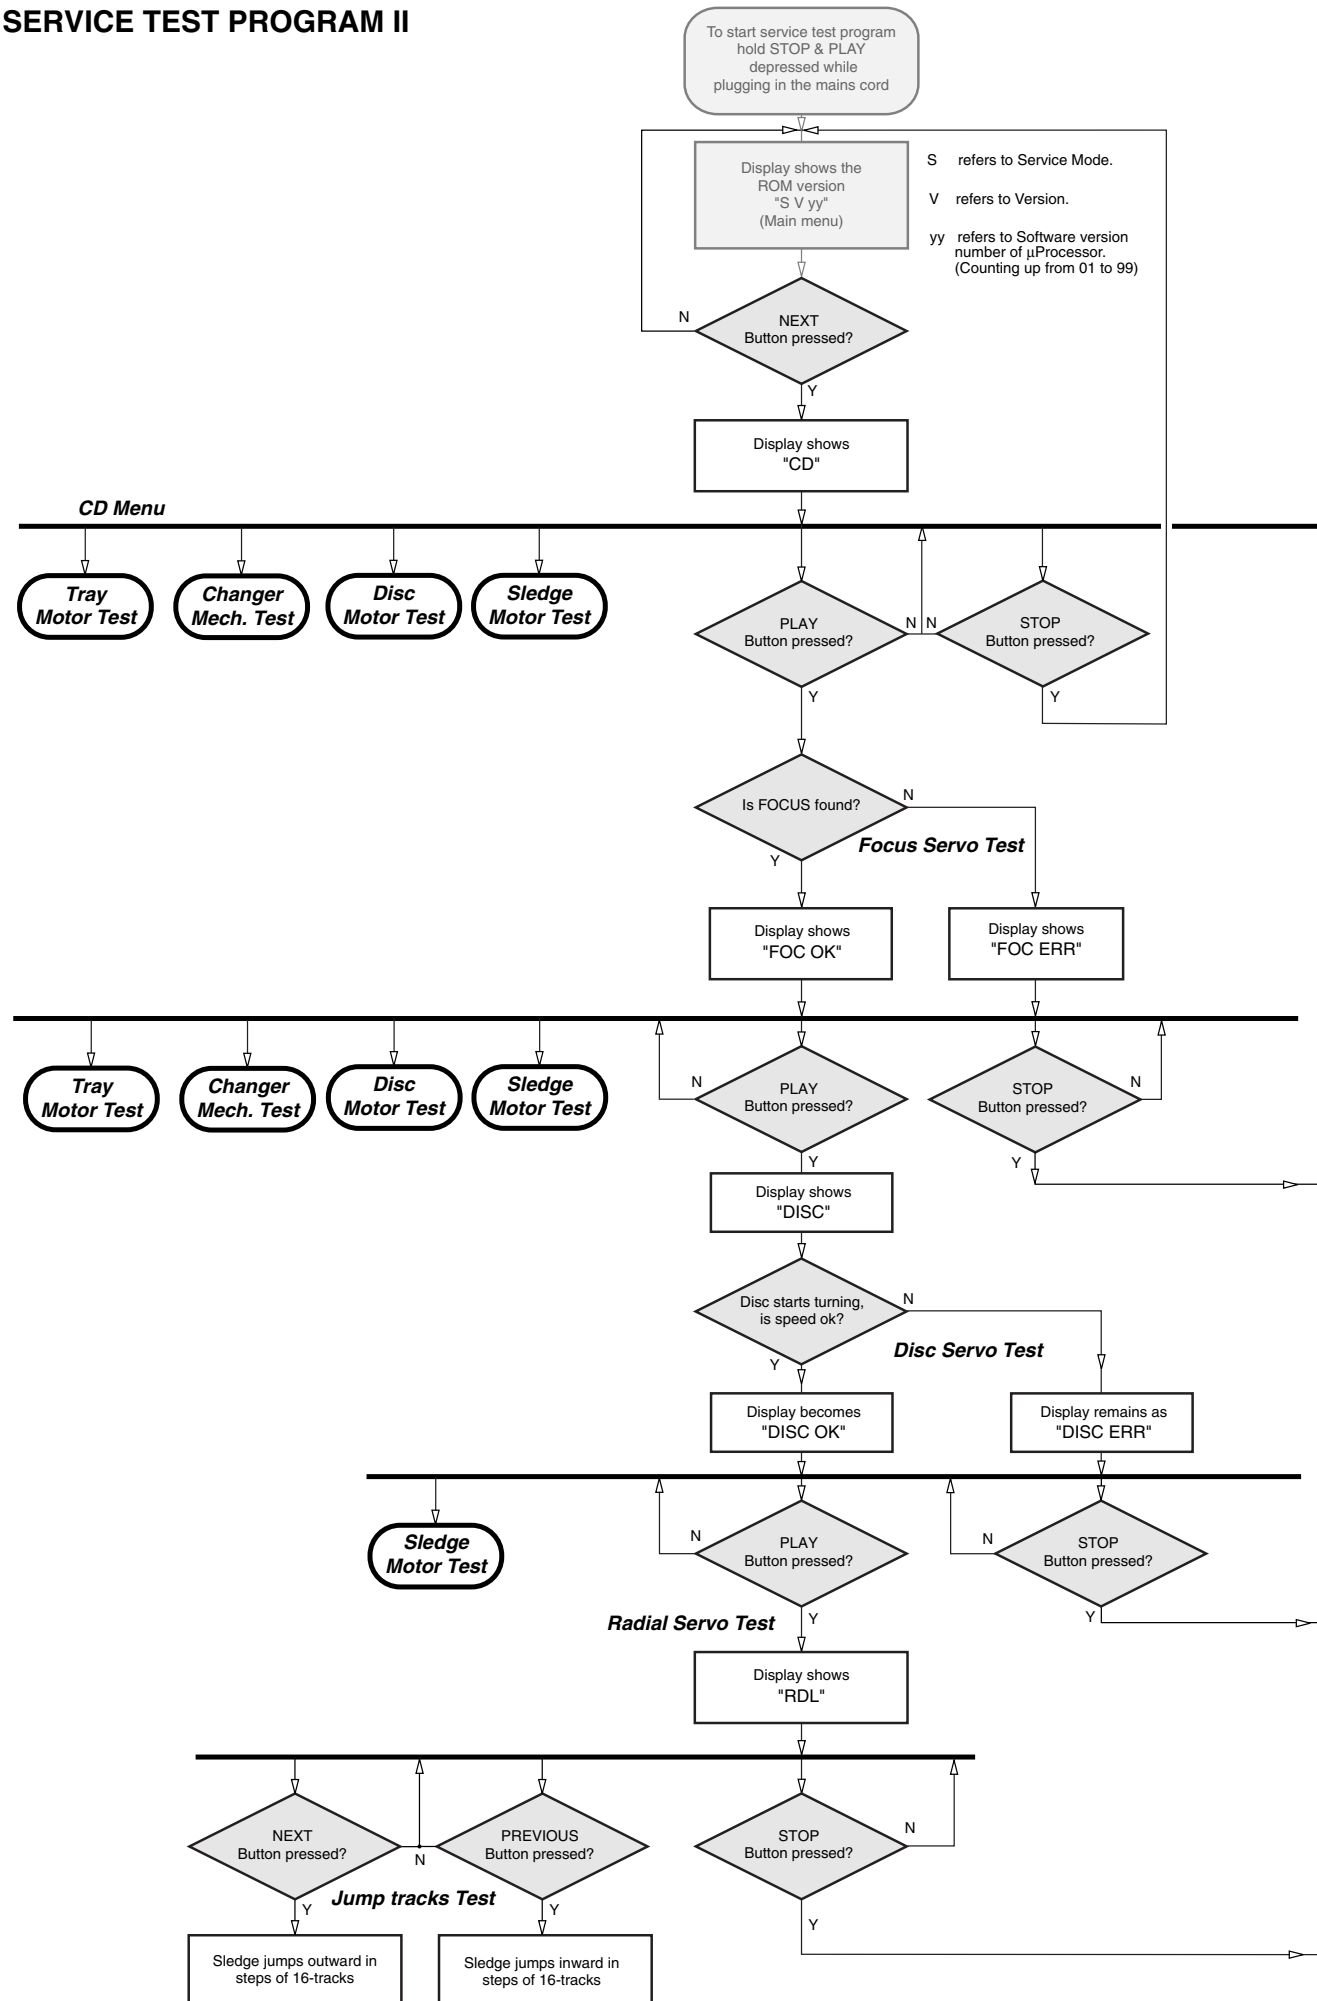 SERVICE TEST PROGRAM II
To start service test program
hold STOP & PLAY
depressed while
plugging in the mains cord
Display shows the
ROM version
"S V yy"
(Main menu)
S refers to Service Mode.
V refers to Version.
yy refers to Software version
number of µProcessor.
(Counting up from 01 to 99)
N
NEXT
Button pressed?
Y
Display shows
"CD"
CD Menu
Tray
Motor Test
Changer
Mech. Test
Disc
Motor Test
Sledge
Motor Test
PLAY
Button pressed?
N
N
STOP
Button pressed?
Y
Y
Is FOCUS found?
N
Focus Servo Test
Y
Display shows
"FOC OK"
Display shows
"FOC ERR"
Tray
Motor Test
Changer
Mech. Test
Disc
Motor Test
Sledge
Motor Test
N
PLAY
Button pressed?
STOP
Button pressed?
N
Y
Y
Display shows
"DISC"
Disc starts turning,
is speed ok?
N
Disc Servo Test
Y
Display becomes
"DISC OK"
Display remains as
"DISC ERR"
Sledge
Motor Test
N
PLAY
Button pressed?
N
STOP
Button pressed?
Y
Y
Radial Servo Test
Display shows
"RDL"
NEXT
Button pressed?
N
PREVIOUS
Button pressed?
STOP
Button pressed?
N
Jump tracks Test
Y
Y
Y
Sledge jumps outward in
steps of 16-tracks
Sledge jumps inward in
steps of 16-tracks